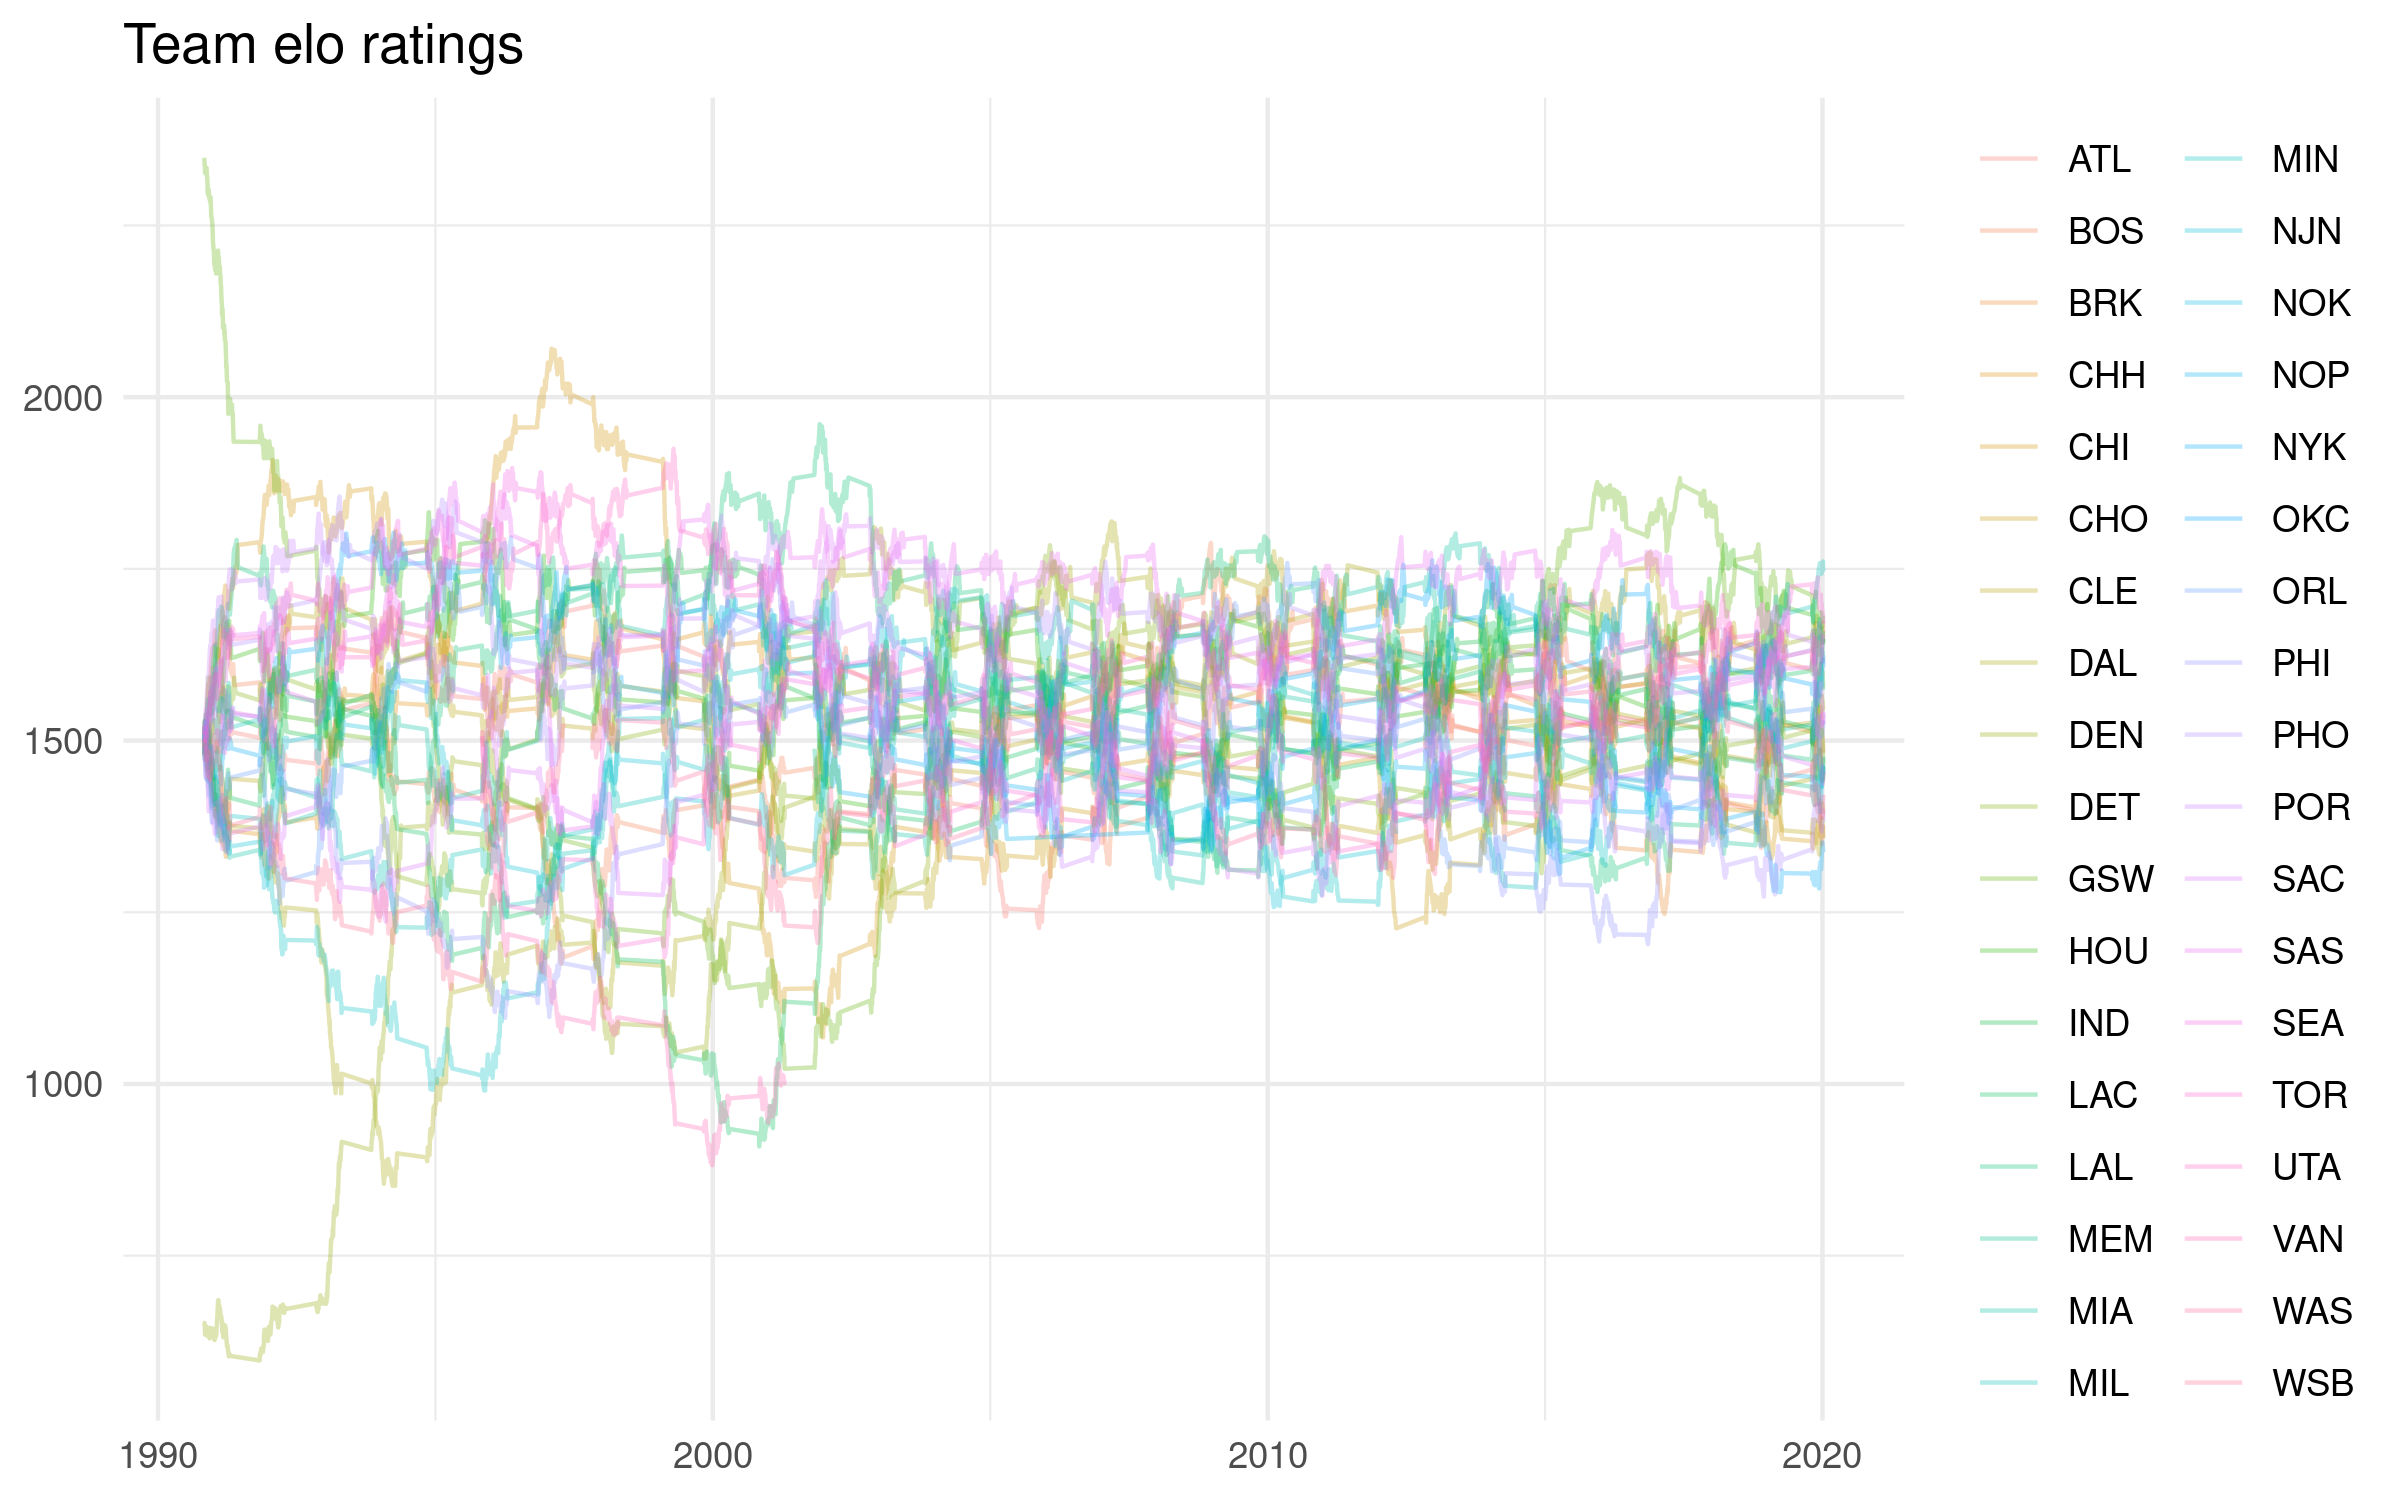 Team elo ratings
2000
1500
1000
1990
2000
2010
2020
ATL
BOS
BRK
CHH
CHI
CHO
CLE
DAL
DEN
DET
GSW
HOU
IND
LAC
LAL
MEM
MIA
MIL
MIN
NJN
NOK
NOP
NYK
OKC
ORL
PHI
PHO
POR
SAC
SAS
SEA
TOR
UTA
VAN
WAS
WSB